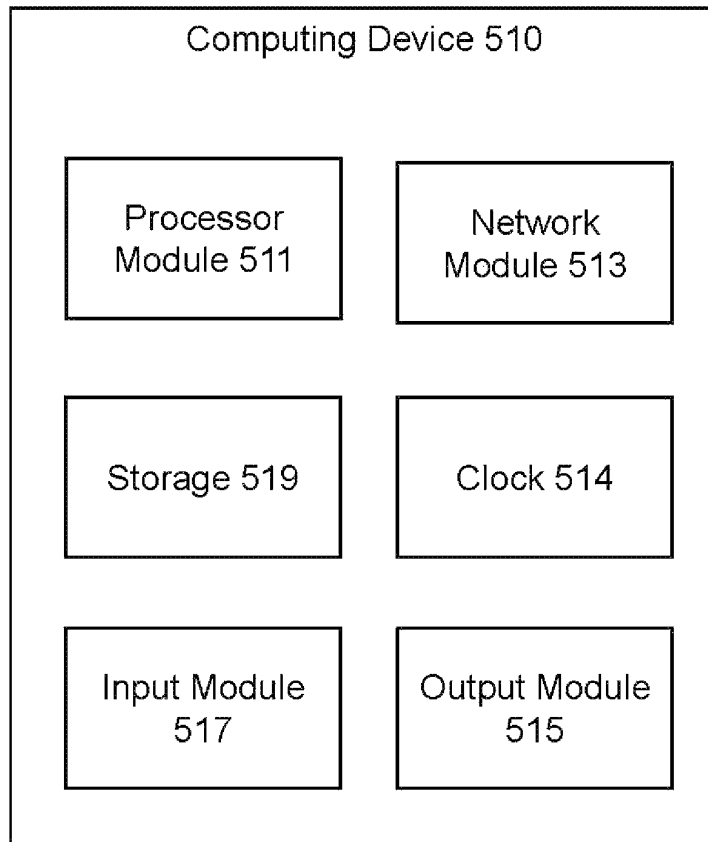 Computing Device 510
Processor
Module 511
Network
Module 513
Storage 519
Clock 514
Input Module
517
Output Module
515